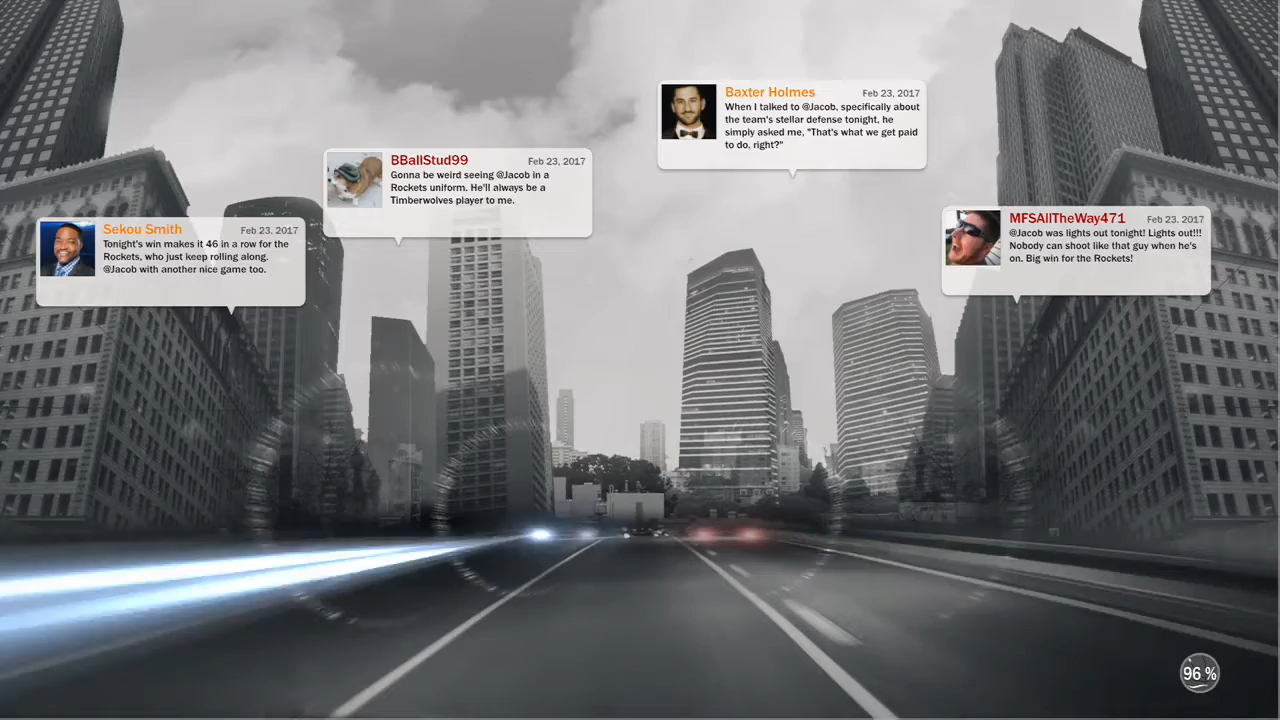 Baxter Holmes Feb 23, 2017
When I talked to @Jacob, specifically about
the team's stellar defense tonight, he
simply asked me, "That's what we get paid
to do, right?"
BBallStud99 Feb 23, 2017
Gonna be weird seeing @Jacob in a
Rockets uniform. He'll always be a
Timberwolves player to me.
Sekou Smith Feb 23, 2017
Tonight's win makes it 46 in a row for the
Rockets, who just keep rolling along.
@Jacob with another nice game too.
MFSAllTheWay471 Feb 23, 2017
@Jacob was lights out tonight! Lights out!!!
Nobody can shoot like that guy when he's
on. Big win for the Rockets!
96 %